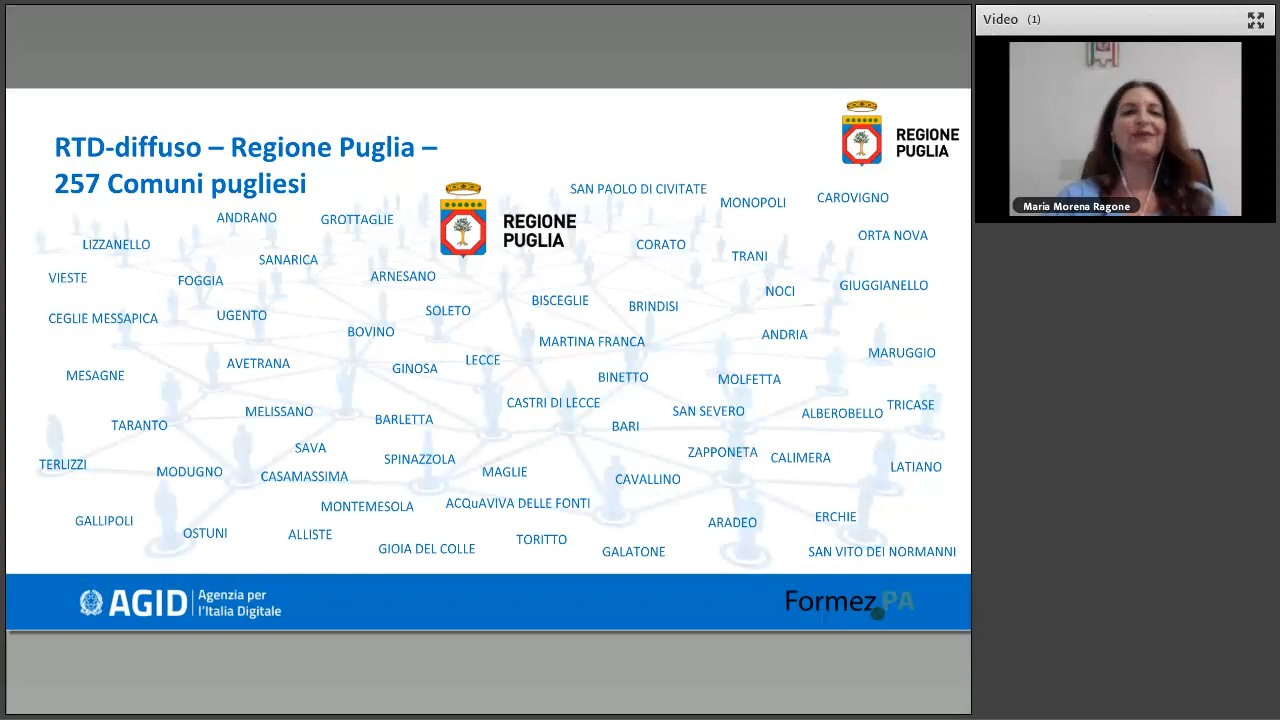 Video (1)
Maria Morena Ragone
RTD-diffuso – Regione Puglia –
257 Comuni pugliesi
REGIONE
PUGLIA
REGIONE
PUGLIA
SAN PAOLO DI CIVITATE
MONOPOLI
CAROVIGNO
ANDRANO
GROTTAGLIE
LIZZANELLO
CORATO
ORTA NOVA
SANARICA
TRANI
VIESTE
FOGGIA
ARNESANO
NOCI
GIUGGIANELLO
CEGLIE MESSAPICA
UGENTO
SOLETO
BISCEGLIE
BRINDISI
BOVINO
MARTINA FRANCA
ANDRIA
MARUGGIO
AVETRANA
GINOSA
LECCE
MESAGNE
BINETTO
MOLFETTA
MELISSANO
BARLETTA
CASTRI DI LECCE
SAN SEVERO
ALBEROBELLO
TRICASE
TARANTO
BARI
SAVA
SPINAZZOLA
ZAPPONETA
CALIMERA
TERLIZZI
MODUGNO
CASAMASSIMA
MAGLIE
CAVALLINO
LATIANO
MONTEMESOLA
ACQuAVIVA DELLE FONTI
GALLIPOLI
OSTUNI
ALLISTE
ARADEO
ERCHIE
GIOIA DEL COLLE
TORITTO
GALATONE
SAN VITO DEI NORMANNI
AGID
Agenzia per
l'Italia Digitale
Formez PA